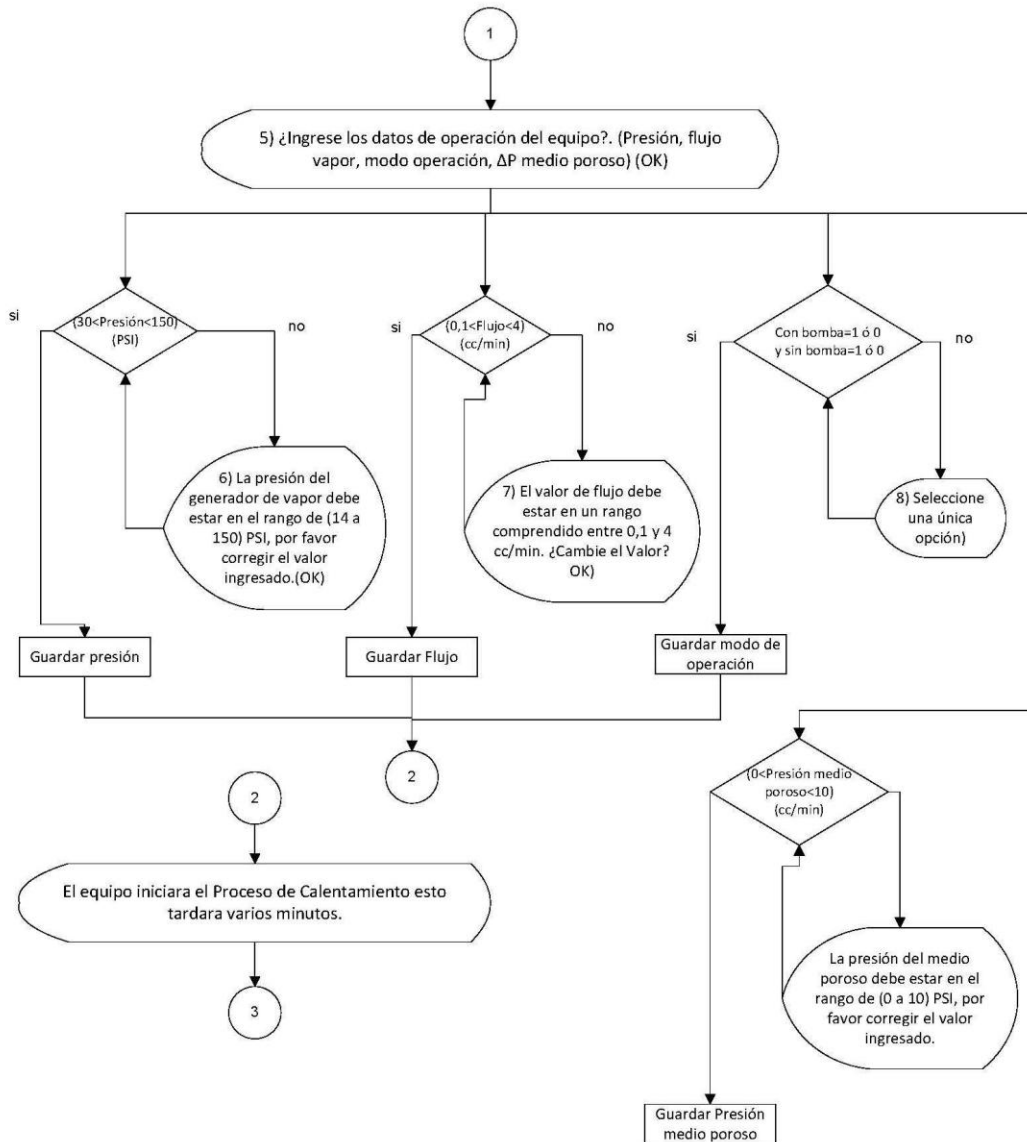 1
5) ¿Ingrese los datos de operación del equipo?. (Presión, flujo
vapor, modo operación, ΔP medio poroso) (OK)
si
(30<Presión<150)
(PSI)
no
si
(0,1<Flujo<4)
(cc/min)
no
si
Con bomba=1 ó 0
y sin bomba=1 ó 0
no
6) La presión del
generador de vapor debe
estar en el rango de (14 a
150) PSI, por favor
corregir el valor
ingresado.(OK)
7) El valor de flujo debe
estar en un rango
comprendido entre 0,1 y 4
cc/min. ¿Cambie el Valor?
OK)
8) Seleccione
una única
opción)
Guardar presión
Guardar Flujo
Guardar modo de
operación
2
2
(0<Presión medio
poroso<10)
(cc/min)
El equipo iniciara el Proceso de Calentamiento esto
tardara varios minutos.
3
La presión del medio
poroso debe estar en el
rango de (0 a 10) PSI, por
favor corregir el valor
ingresado.
Guardar Presión
medio poroso